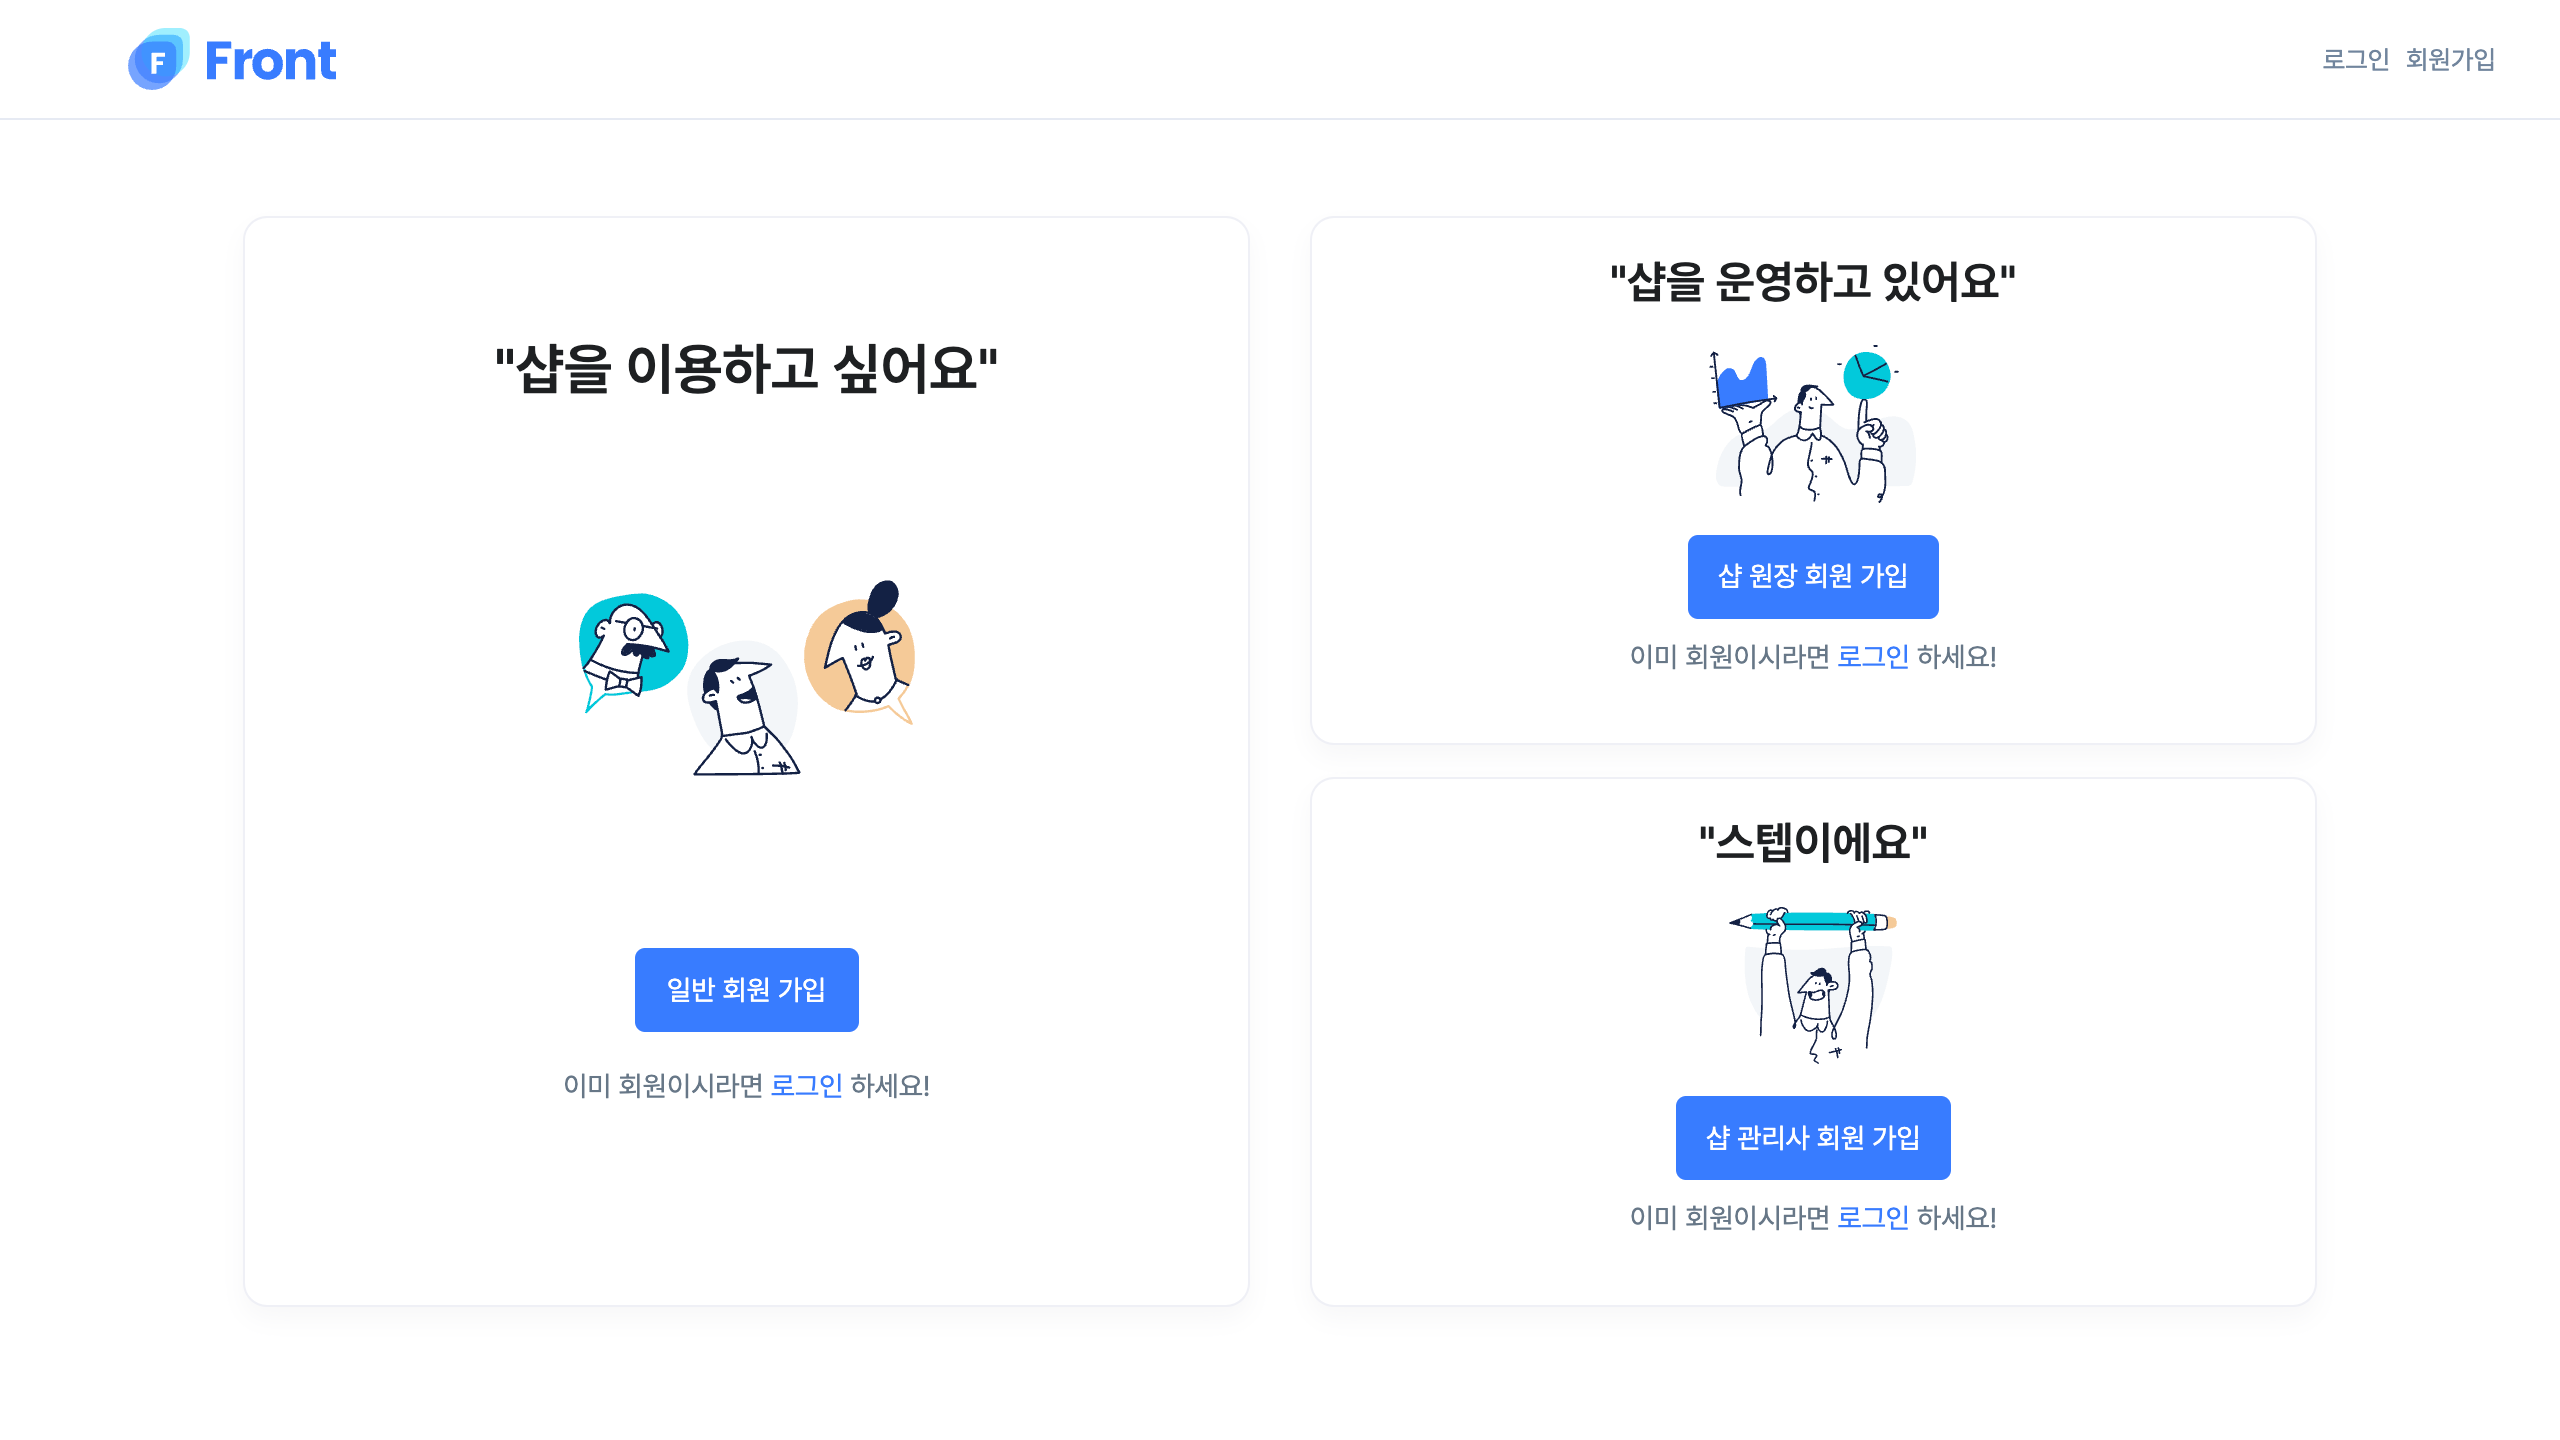 F Front
로그인 회원가입
"샵을 이용하고 싶어요"
일반 회원 가입
이미 회원이시라면 로그인 하세요!
"샵을 운영하고 있어요"
샵 원장 회원 가입
이미 회원이시라면 로그인 하세요!
"스텝이에요"
샵 관리사 회원 가입
이미 회원이시라면 로그인 하세요!